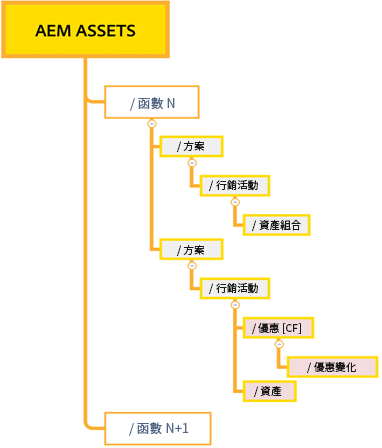 AEM ASSETS
/ 函數 N
/ 方案
/ 行銷活動
/ 資產組合
/ 方案
/ 行銷活動
/ 優惠 [CF]
/ 優惠變化
/ 資產
/ 函數 N+1